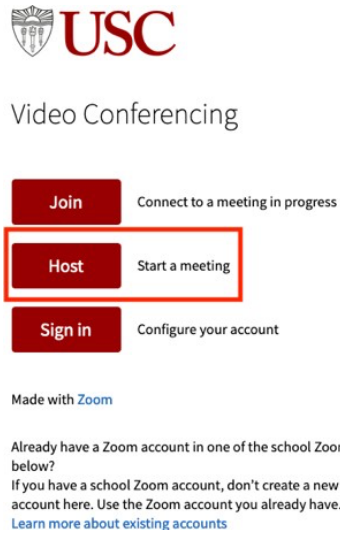 USC
Video Conferencing
Join Connect to a meeting in progress
Host Start a meeting
Sign in Configure your account
Made with Zoom
Already have a Zoom account in one of the school Zoom
below?
If you have a school Zoom account, don't create a new
account here. Use the Zoom account you already have.
Learn more about existing accounts